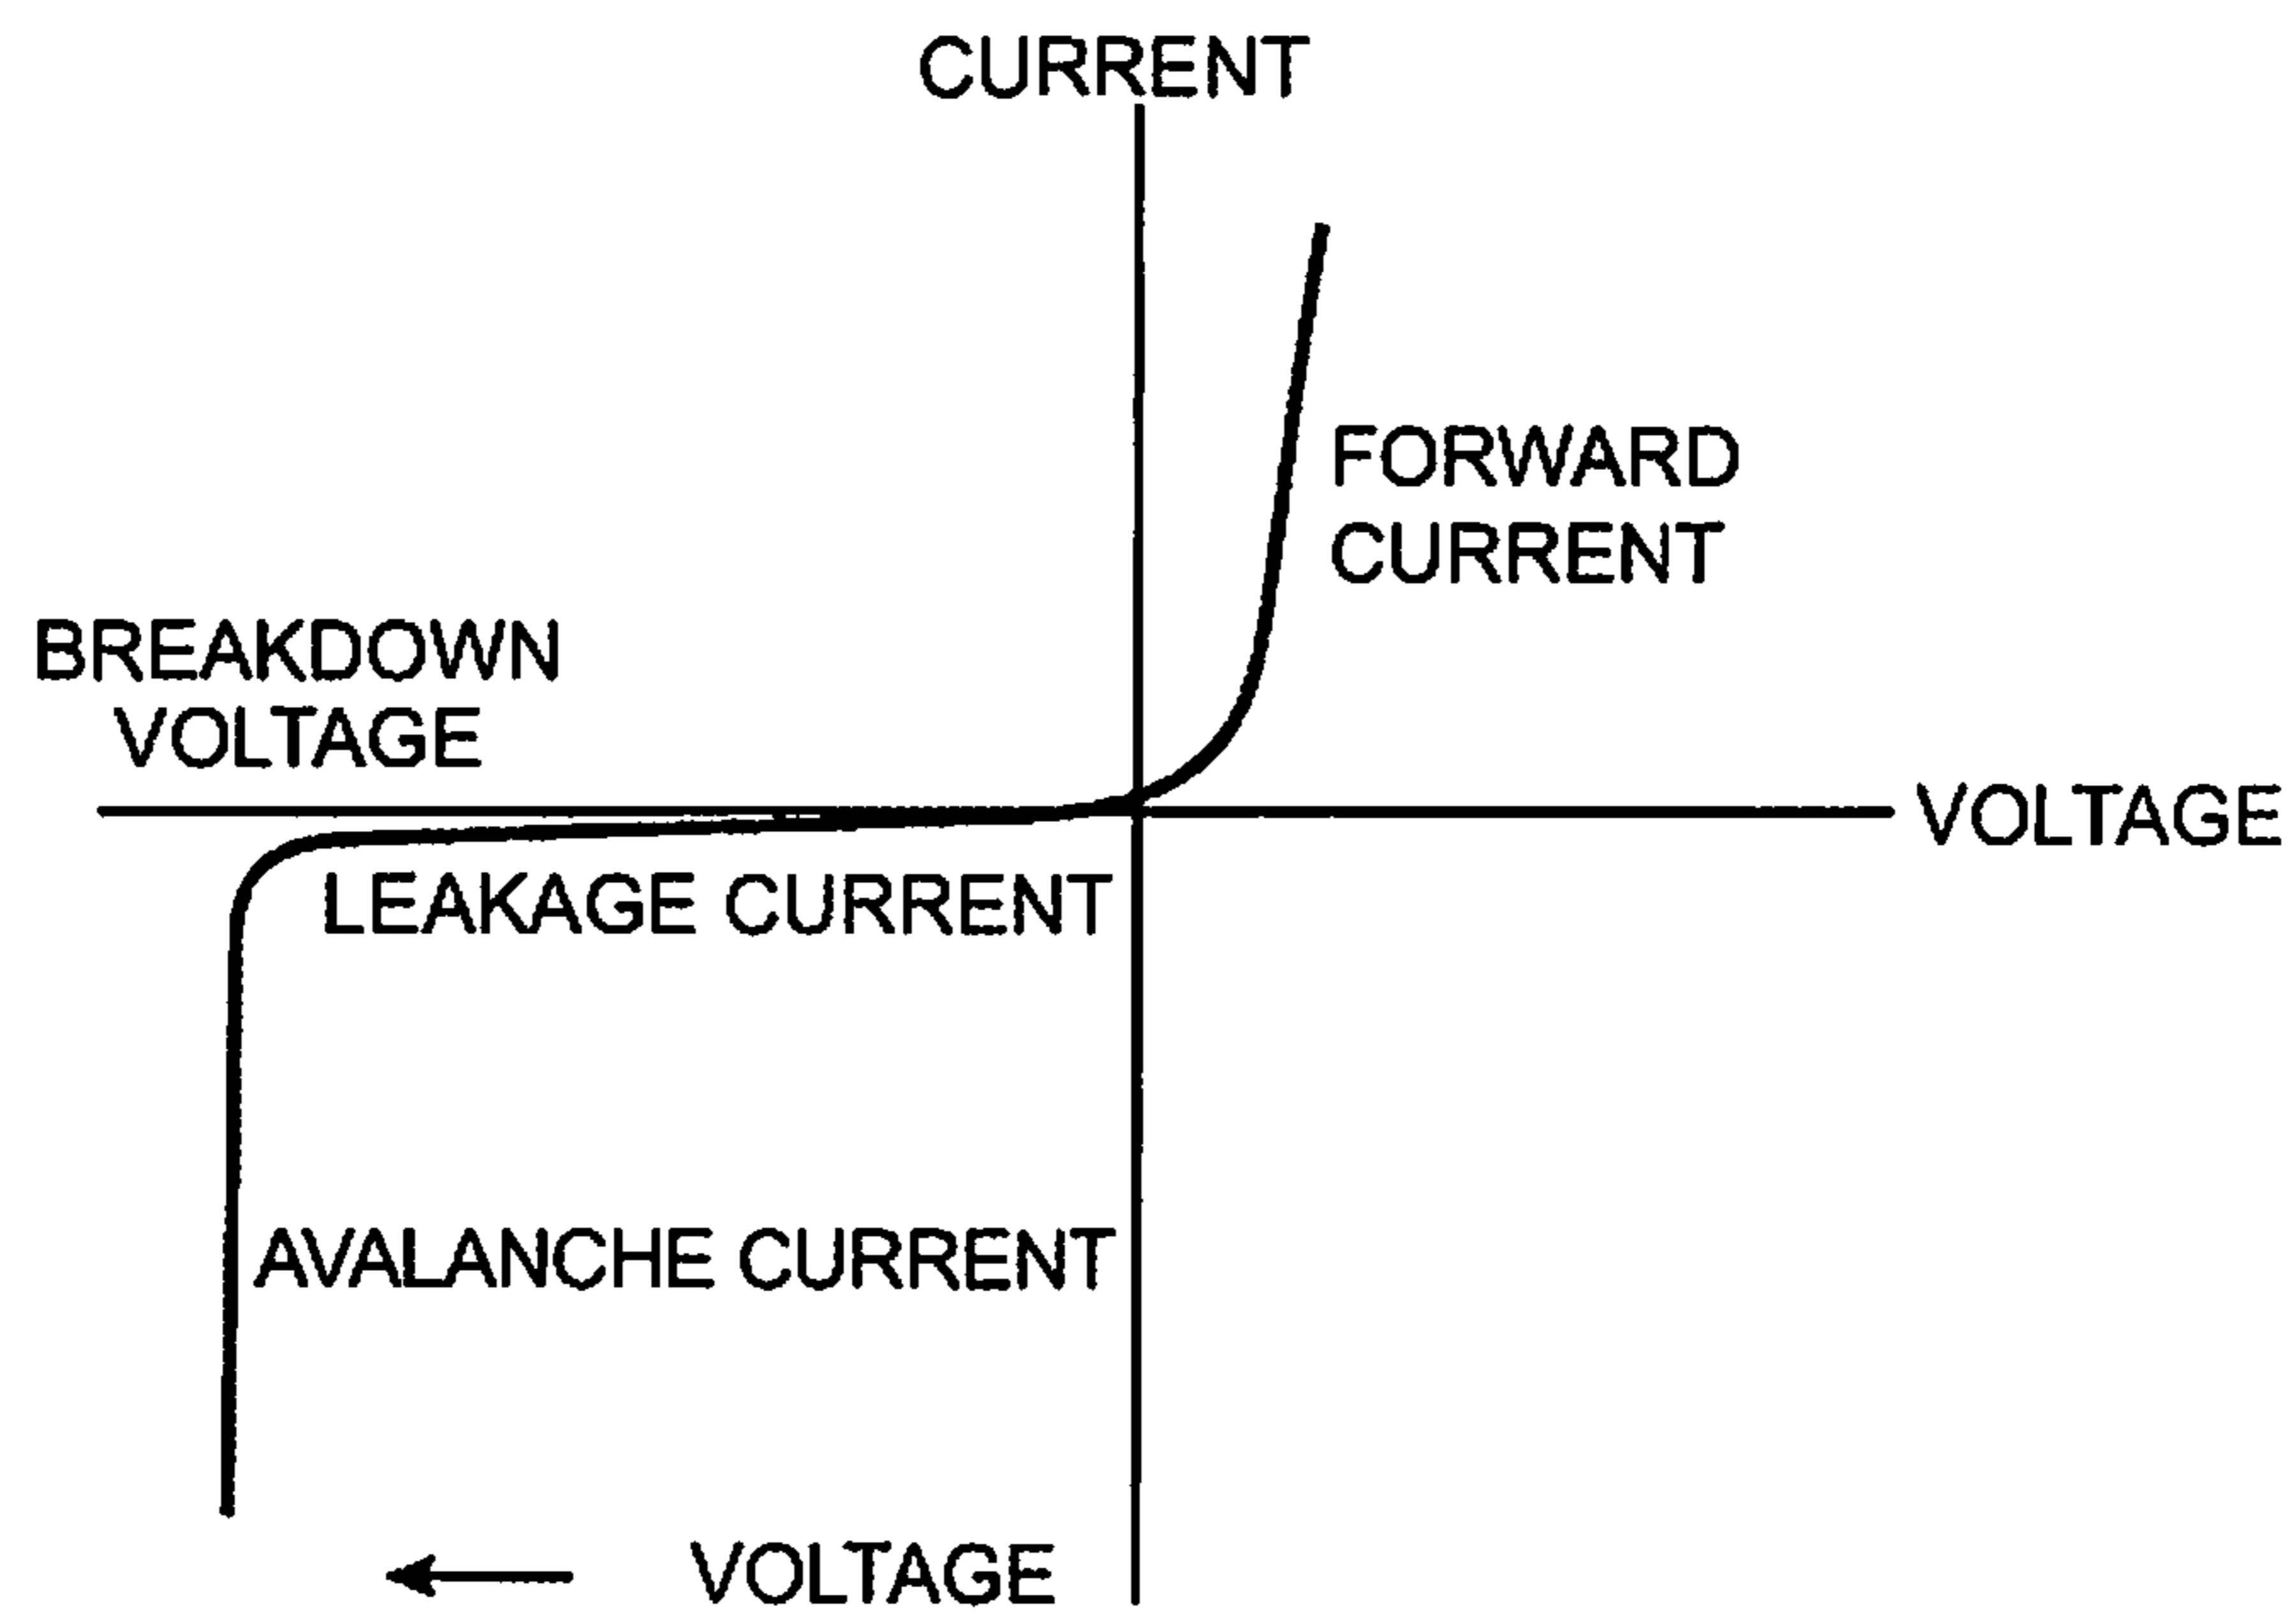 CURRENT
FORWARD
CURRENT
BREAKDOWN
VOLTAGE
VOLTAGE
LEAKAGE CURRENT
AVALANCHE CURRENT
VOLTAGE